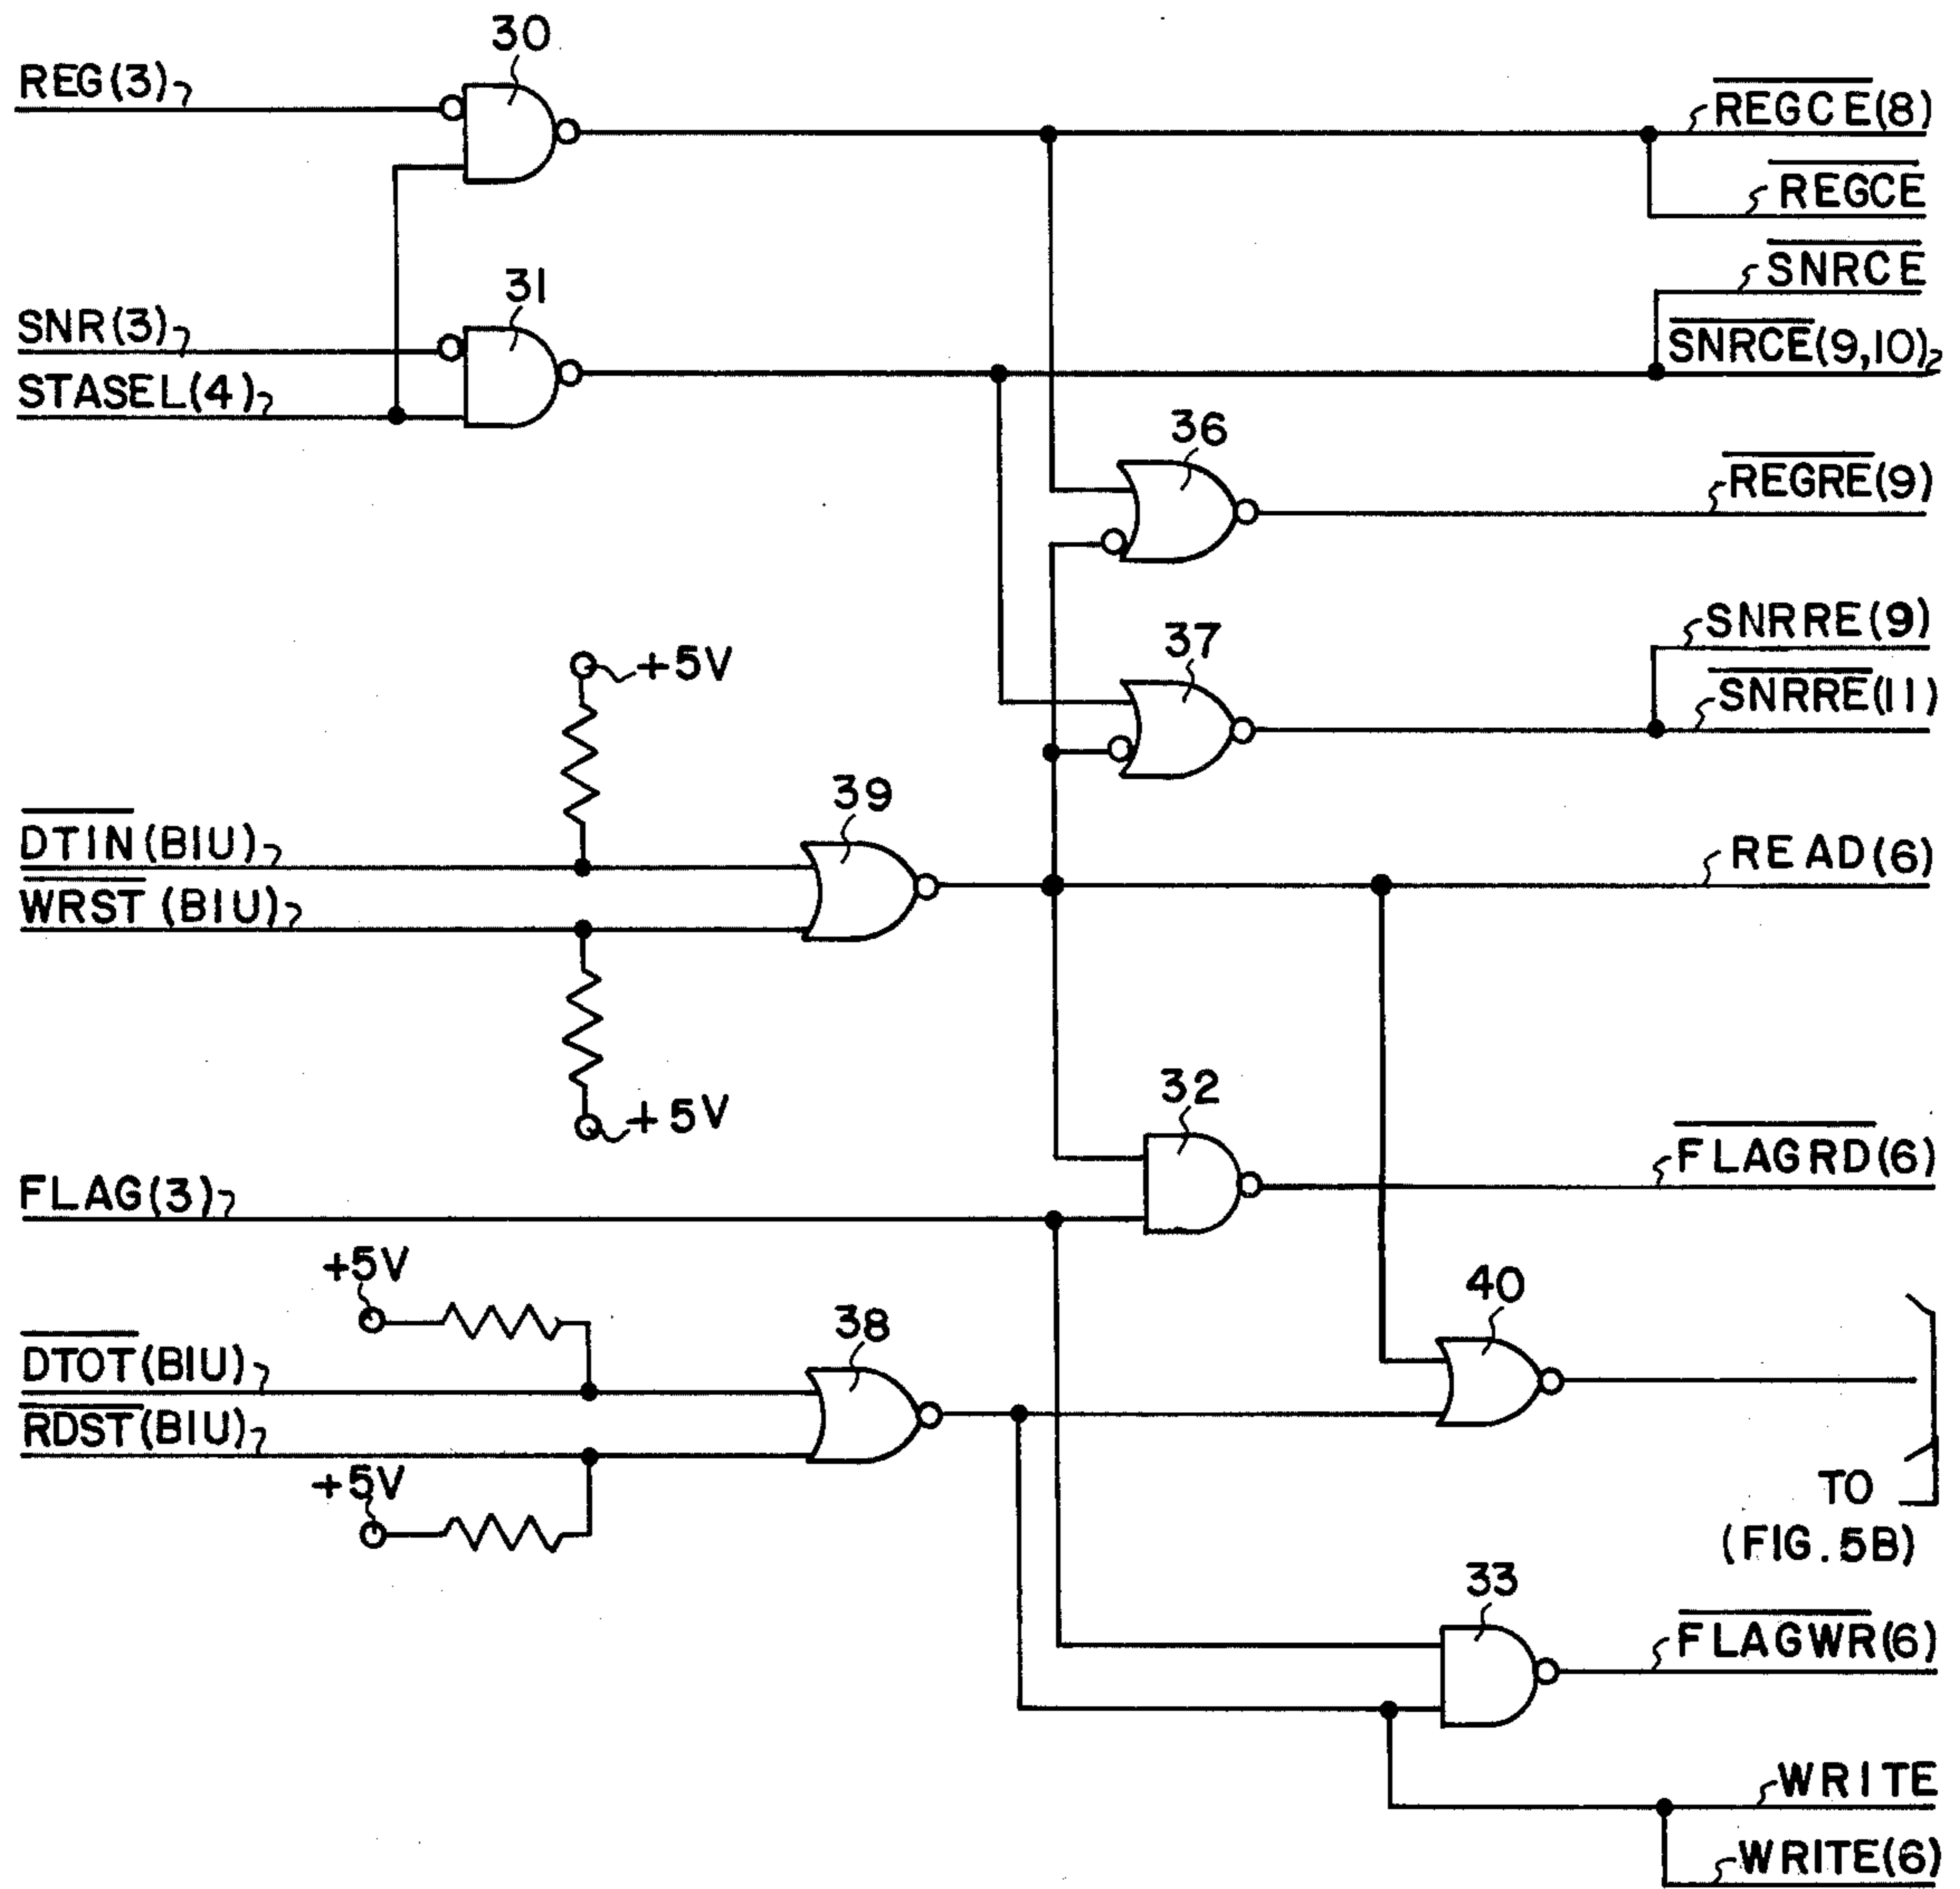 30
REG(3)
REGCE(8)
REGCE
SNRCE
31
SNR(3)
SNRCE(9,10)
STASEL(4)
36
REGRE(9)
SNRRE(9)
37
+5V
SNRRE(11)
39
DTIN(BIU)
READ(6)
WRST(BIU)
32
+5V
FLAGRD(6)
FLAG(3)
+5V
40
38
DTOT(BIU)
RDST(BIU)
+5V
TO
(FIG. 5B)
33
FLAGWR(6)
WRITE
WRITE(6)